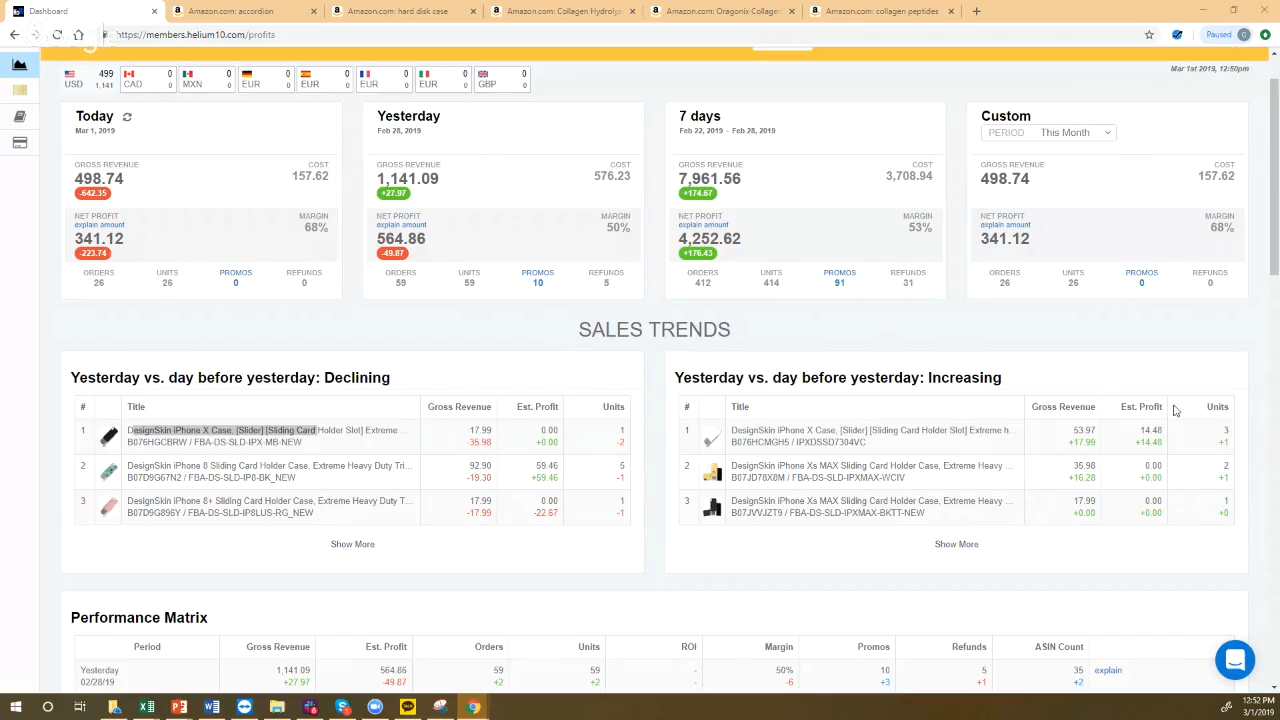 Dashboard
Amazon.com: accordion
Amazon.com: hard disk case
Amazon.com: Collagen Hydrolys
Amazon.com: Oragonix Collagen
Amazon.com: collagen peptides
https://members.helium10.com/profits
Paused
Mar 1st 2019, 12:50pm
499 0 0 0 0 0 0 0
USD 1,141 CAD 0 MXN 0 EUR 0 EUR 0 EUR 0 EUR 0 GBP 0
Today
Mar 1, 2019
GROSS REVENUE COST
498.74 157.62
-642.35
NET PROFIT MARGIN
explain amount 68%
341.12
-223.74
ORDERS UNITS PROMOS REFUNDS
26 26 0 0
Yesterday
Feb 28, 2019
GROSS REVENUE COST
1,141.09 576.23
+27.97
NET PROFIT MARGIN
explain amount 50%
564.86
-49.87
ORDERS UNITS PROMOS REFUNDS
59 59 10 5
7 days
Feb 22, 2019 - Feb 28, 2019
GROSS REVENUE COST
7,961.56 3,708.94
+174.67
NET PROFIT MARGIN
explain amount 53%
4,252.62
+176.43
ORDERS UNITS PROMOS REFUNDS
412 414 91 31
Custom
PERIOD This Month
GROSS REVENUE COST
498.74 157.62
NET PROFIT MARGIN
explain amount 68%
341.12
ORDERS UNITS PROMOS REFUNDS
26 26 0 0
SALES TRENDS
Yesterday vs. day before yesterday: Declining
# Title Gross Revenue Est. Profit Units
1 DesignSkin iPhone X Case, [Slider] [Sliding Card Holder Slot] Extreme ... 17.99 0.00 1
B076HGCBRW / FBA-DS-SLD-IPX-MB-NEW -35.98 +0.00 -2
2 DesignSkin iPhone 8 Sliding Card Holder Case, Extreme Heavy Duty Tri... 92.90 59.46 5
B07D9G67N2 / FBA-DS-SLD-IP8-BK_NEW -19.30 +59.46 -1
3 DesignSkin iPhone 8+ Sliding Card Holder Case, Extreme Heavy Duty T... 17.99 0.00 1
B07D9G896Y / FBA-DS-SLD-IP8LUS-RG_NEW -17.99 -22.67 -1
Show More
Yesterday vs. day before yesterday: Increasing
# Title Gross Revenue Est. Profit Units
1 DesignSkin iPhone X Case, [Slider] [Sliding Card Holder Slot] Extreme h... 53.97 14.48 3
B076HCMGH5 / IPXDSSD7304VC +17.99 +14.48 +1
2 DesignSkin iPhone Xs MAX Sliding Card Holder Case, Extreme Heavy ... 35.98 0.00 2
B07JD78X8M / FBA-DS-SLD-IPXMAX-WCIV +16.28 +0.00 +1
3 DesignSkin iPhone Xs MAX Sliding Card Holder Case, Extreme Heavy ... 17.99 0.00 1
B07JVVJZT9 / FBA-DS-SLD-IPXMAX-BKTT-NEW +0.00 +0.00 +0
Show More
Performance Matrix
Period Gross Revenue Est. Profit Orders Units ROI Margin Promos Refunds ASIN Count
Yesterday 1,141.09 564.86 59 59 - 50% 10 5 35 explain
02/28/19 +27.97 -49.87 +2 +2 -6 +3 +1 +2
12:52 PM
3/1/2019